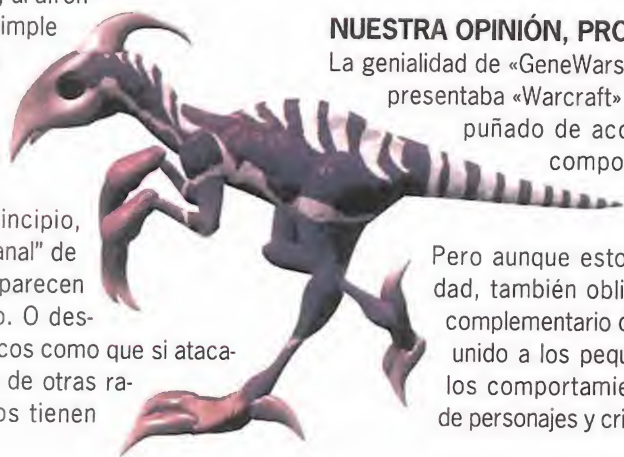 simple
incipio,
anal" de
parecen
o. O des-
cos como que si ataca-
de otras ra-
os tienen
NUESTRA OPINIÓN, PRO
La genialidad de «GeneWars
presentaba «Warcraft»
puñado de acc
compo
Pero aunque esto
dad, también obli
complementario d
unido a los pequ
los comportamie
de personajes y cri